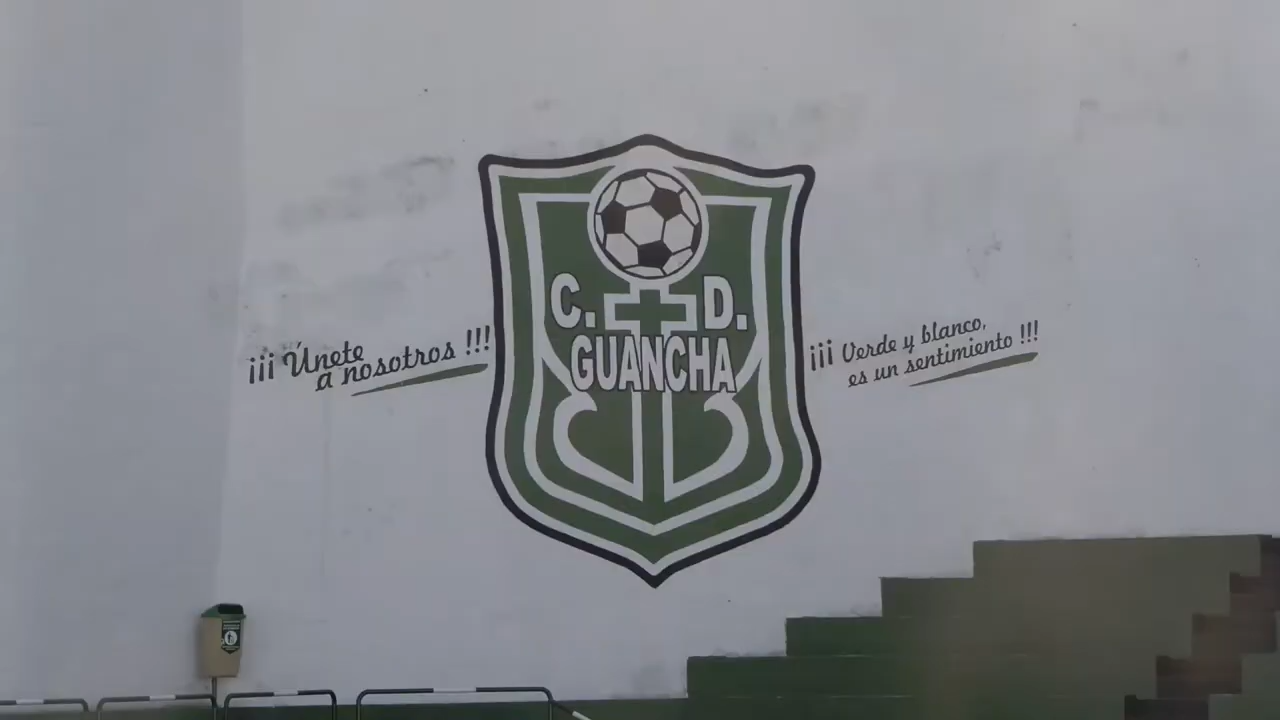 ¡¡¡ Únete
a nosotros !!!
C. D.
GUANCHA
¡¡¡ Verde y blanco,
es un sentimiento !!!